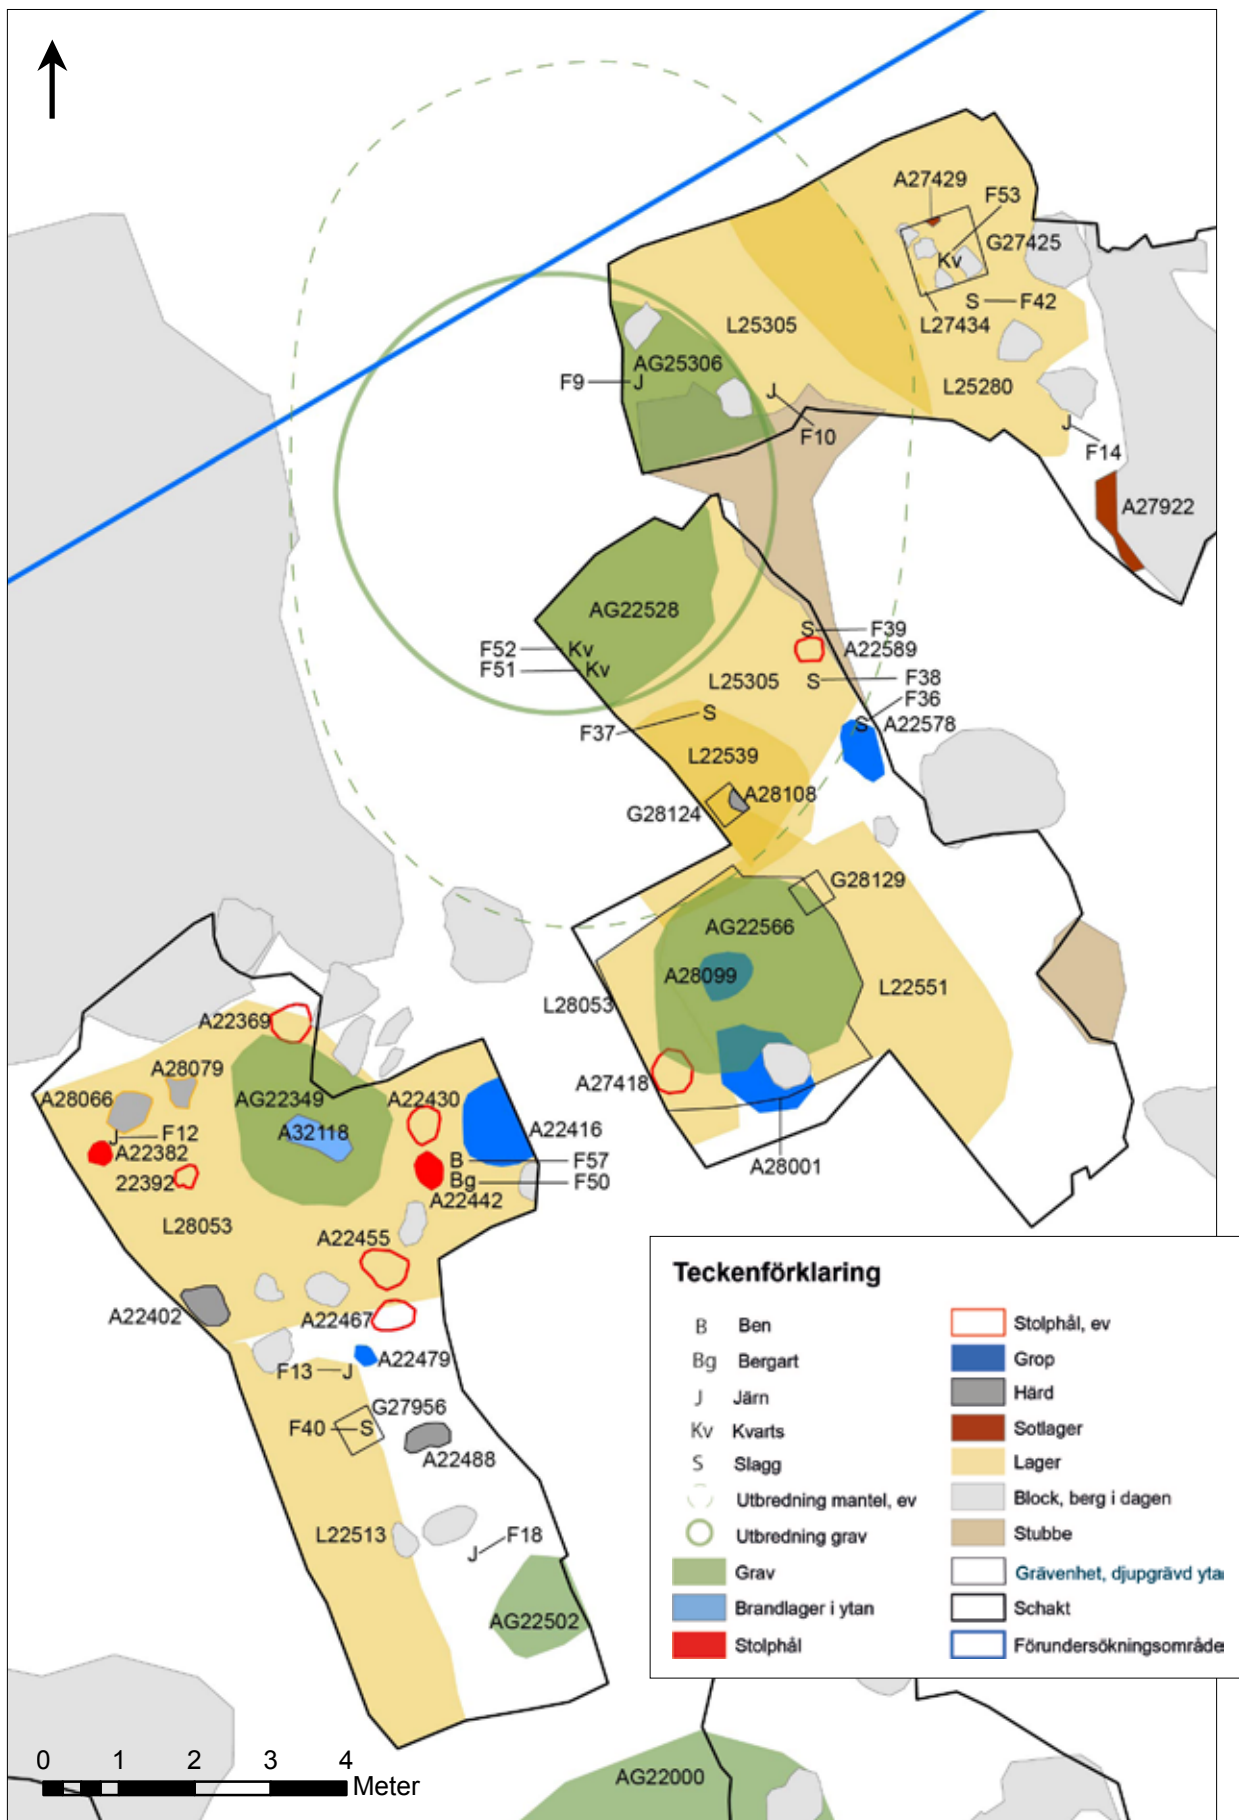 A27429
F53
G27425
Kv
S
F42
L27434
L25305
AG25306
F9
J
J
L25280
F10
J
F14
A27922
AG22528
S
F39
F52
Kv
A22589
F51
Kv
L25305
S
F38
F36
S
F37
S
A22578
L22539
A28108
G28124
G28129
AG22566
A28099
L22551
L28053
A22369
A28079
A27418
A28066
AG22349
A22430
J
F12
A32118
A22416
A22382
B
F57
A28001
22392
Bg
F50
A22442
L28053
A22455
A22402
A22467
F13
J
A22479
G27956
F40
S
A22488
L22513
F18
J
AG22502
AG22000
0 1 2 3 4
Meter
Teckenförklaring
B Ben
Bg Bergart
J Järn
Kv Kvarts
S Slagg
Utbredning mantel, ev
Utbredning grav
Grav
Brandlager i ytan
Stolphål
Stolphål, ev
Grop
Härd
Sotlager
Lager
Block, berg i dagen
Stubbe
Grävenhet, djupgrävd yta
Schakt
Förundersökningsområde